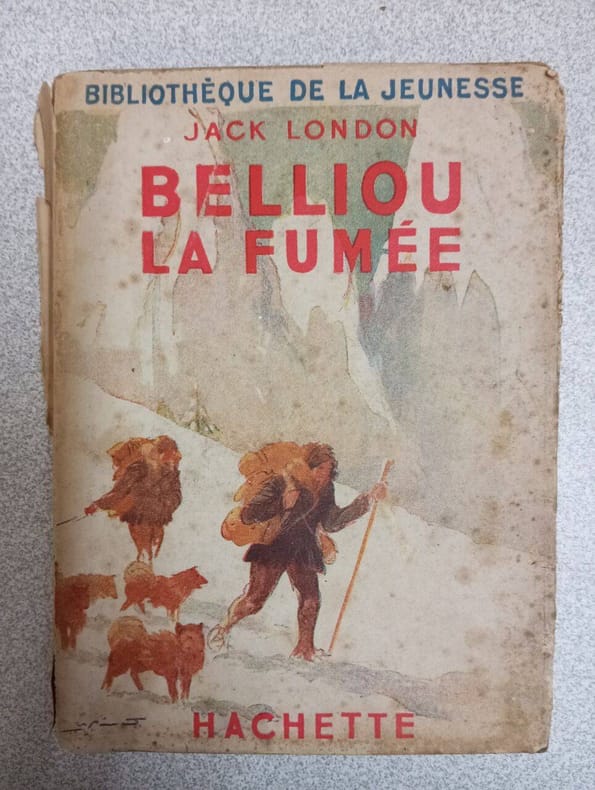 BIBLIOTHÈQUE DE LA JEUNESSE
JACK LONDON
BELLIOU
LA FUMÉE
HACHETTE